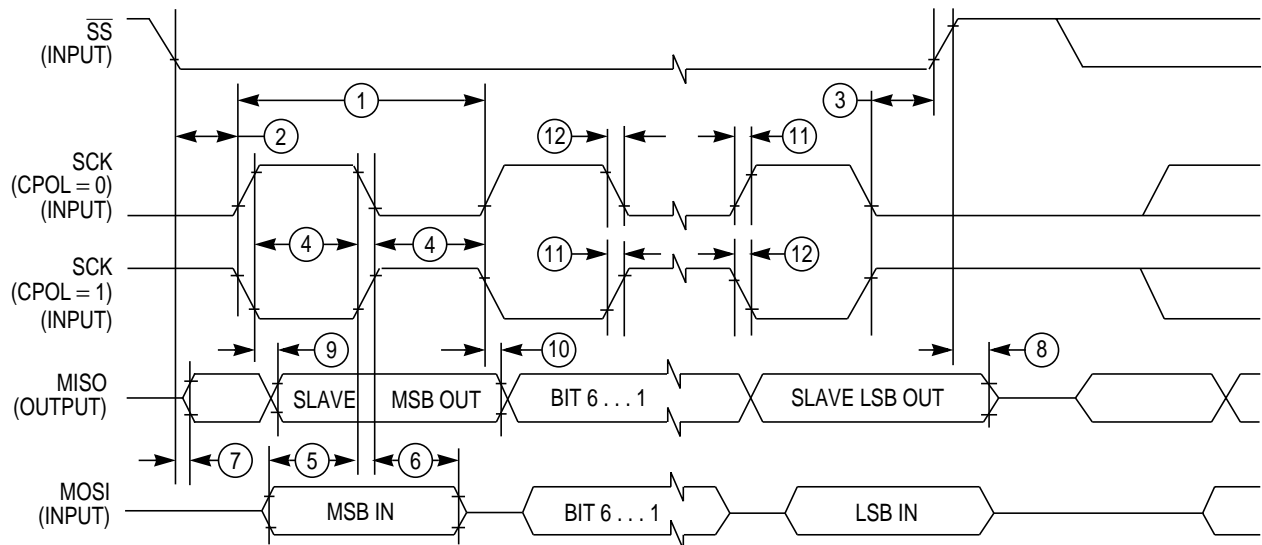 SS
(INPUT)
1
3
2
12
11
SCK
(CPOL = 0)
(INPUT)
4
4
11
12
SCK
(CPOL = 1)
(INPUT)
9
10
8
MISO
(OUTPUT)
SLAVE
MSB OUT
BIT 6 . . . 1
SLAVE LSB OUT
7
5
6
MOSI
(INPUT)
MSB IN
BIT 6 . . . 1
LSB IN